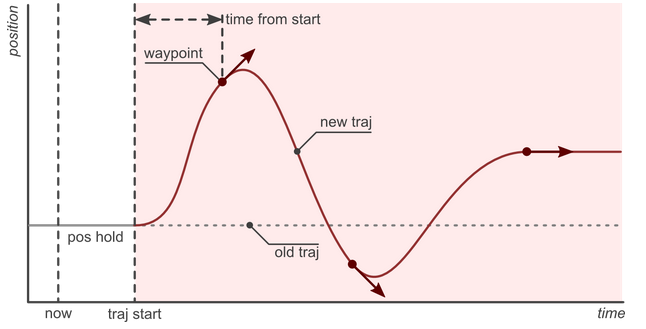 position
time from start
waypoint
new traj
pos hold
old traj
now
traj start
time